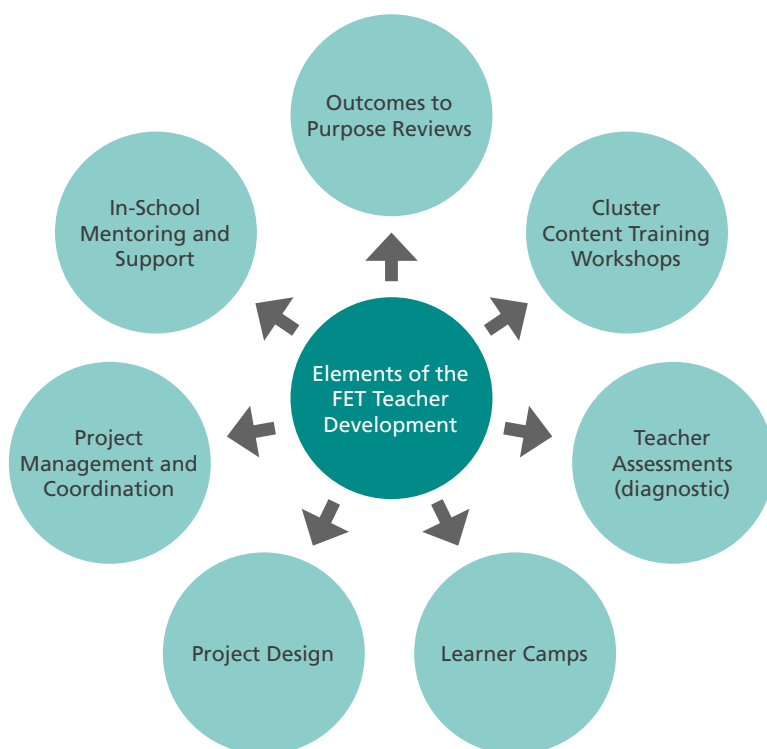 Outcomes to
Purpose Reviews
In-School
Mentoring and
Support
Cluster
Content Training
Workshops
Elements of the
FET Teacher
Development
Project
Management and
Coordination
Teacher
Assessments
(diagnostic)
Project Design
Learner Camps